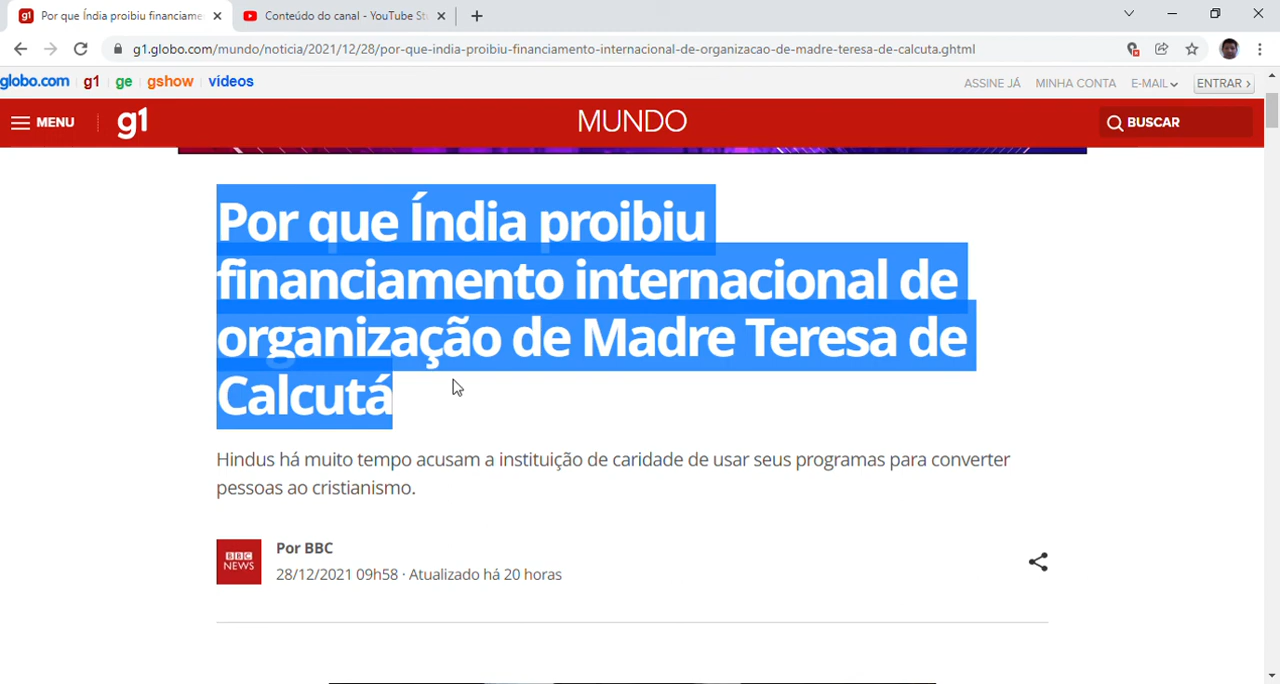 Por que Índia proibiu financiame
Conteúdo do canal - YouTube St
g1.globo.com/mundo/noticia/2021/12/28/por-que-india-proibiu-financiamento-internacional-de-organizacao-de-madre-teresa-de-calcuta.ghtml
globo.com g1 ge gshow videos ASSINE JÁ MINHA CONTA E-MAIL ENTRAR
MENU g1 MUNDO BUSCAR
Por que Índia proibiu
financiamento internacional de
organização de Madre Teresa de
Calcutá
Hindus há muito tempo acusam a instituição de caridade de usar seus programas para converter
pessoas ao cristianismo.
BBC
NEWS
Por BBC
28/12/2021 09h58 · Atualizado há 20 horas